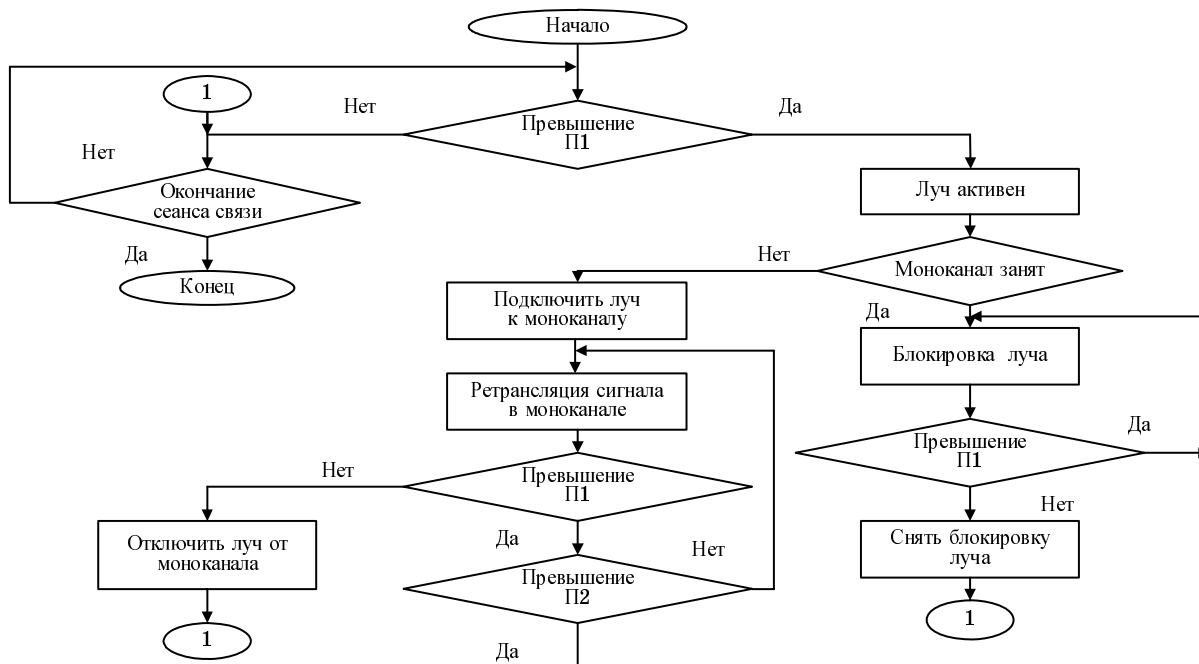 Начало
1
Нет
Да
Превышение
П1
Нет
Окончание
сеанса связи
Луч активен
Да
Конец
Нет
Моноканал занят
Подключить луч
к моноканалу
Да
Блокировка луча
Ретрансляция сигнала
в моноканале
Превышение
П1
Да
Нет
Превышение
П1
Нет
Отключить луч от
моноканала
Да
Нет
Снять блокировку
луча
Превышение
П2
1
1
Да